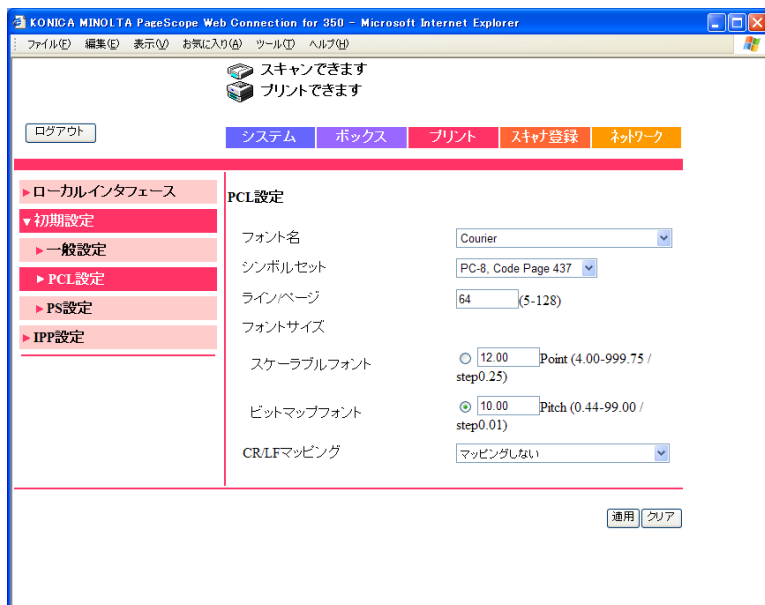 KONICA MINOLTA PageScope Web Connection for 350 - Microsoft Internet Explorer
ファイル(F) 編集(E) 表示(V) お気に入り(A) ツール(T) ヘルプ(H)
スキャンできます
プリントできます
ログアウト
システム ボックス プリント スキャナ登録 ネットワーク
ローカルインタフェース
初期設定
一般設定
PCL設定
PS設定
IPP設定
PCL設定
フォント名 Courier
シンボルセット PC-8, Code Page 437
ライン/ページ 64 (5-128)
フォントサイズ
スケーラブルフォント 12.00 Point (4.00-999.75 /
step0.25)
ビットマップフォント 10.00 Pitch (0.44-99.00 /
step0.01)
CR/LFマッピング マッピングしない
適用 クリア